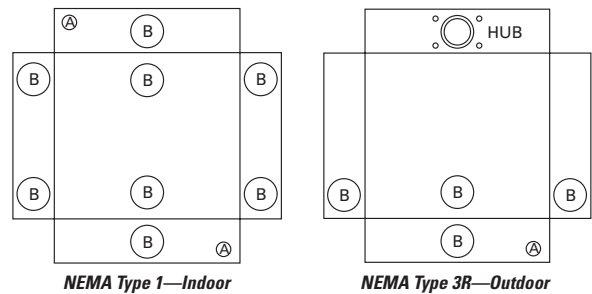 A B
HUB
B B B
B B B
B B B
B A
B A
NEMA Type 1—Indoor
NEMA Type 3R—Outdoor